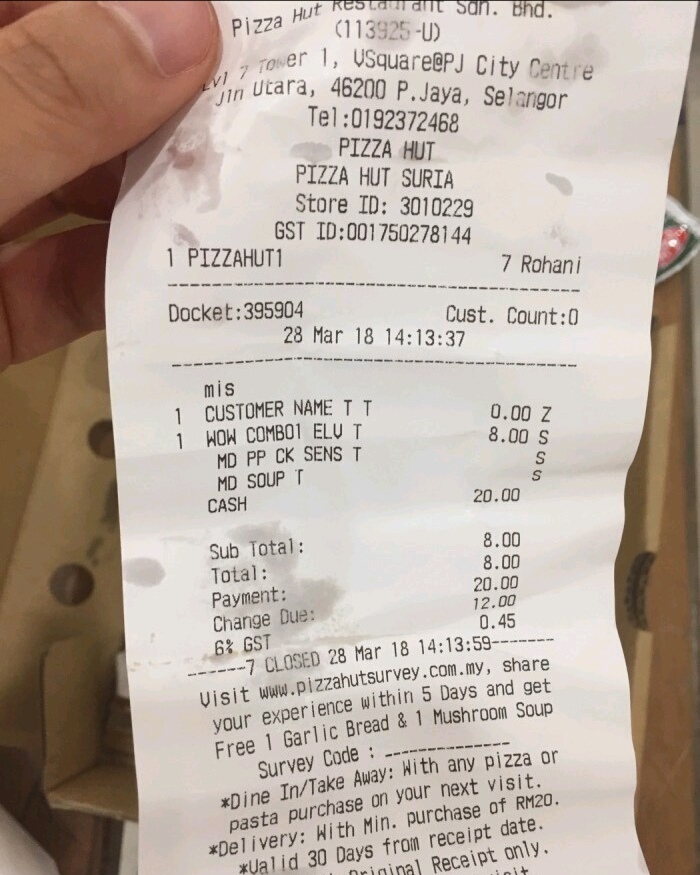 Pizza Hut Restaurant Sdn. Bhd.
(113925-U)
Lvl 7 Tower 1, VSquare@PJ City Centre
Jln Utara, 46200 P.Jaya, Selangor
Tel:0192372468
PIZZA HUT
PIZZA HUT SURIA
Store ID: 3010229
GST ID:001750278144
1 PIZZAHUT1 7 Rohani
Docket:395904 Cust. Count:0
28 Mar 18 14:13:37
mis
1 CUSTOMER NAME T T 0.00 Z
1 WOW COMBO1 ELV T 8.00 S
MD PP CK SENS T S
MD SOUP T S
CASH 20.00
Sub Total: 8.00
Total: 8.00
Payment: 20.00
Change Due: 12.00
6% GST 0.45
------7 CLOSED 28 Mar 18 14:13:59-------
Visit www.pizzahutsurvey.com.my, share
your experience within 5 Days and get
Free 1 Garlic Bread & 1 Mushroom Soup
Survey Code : --------------
*Dine In/Take Away: With any pizza or
pasta purchase on your next visit.
*Delivery: With Min. purchase of RM20.
*Valid 30 Days from receipt date.
Original Receipt only.